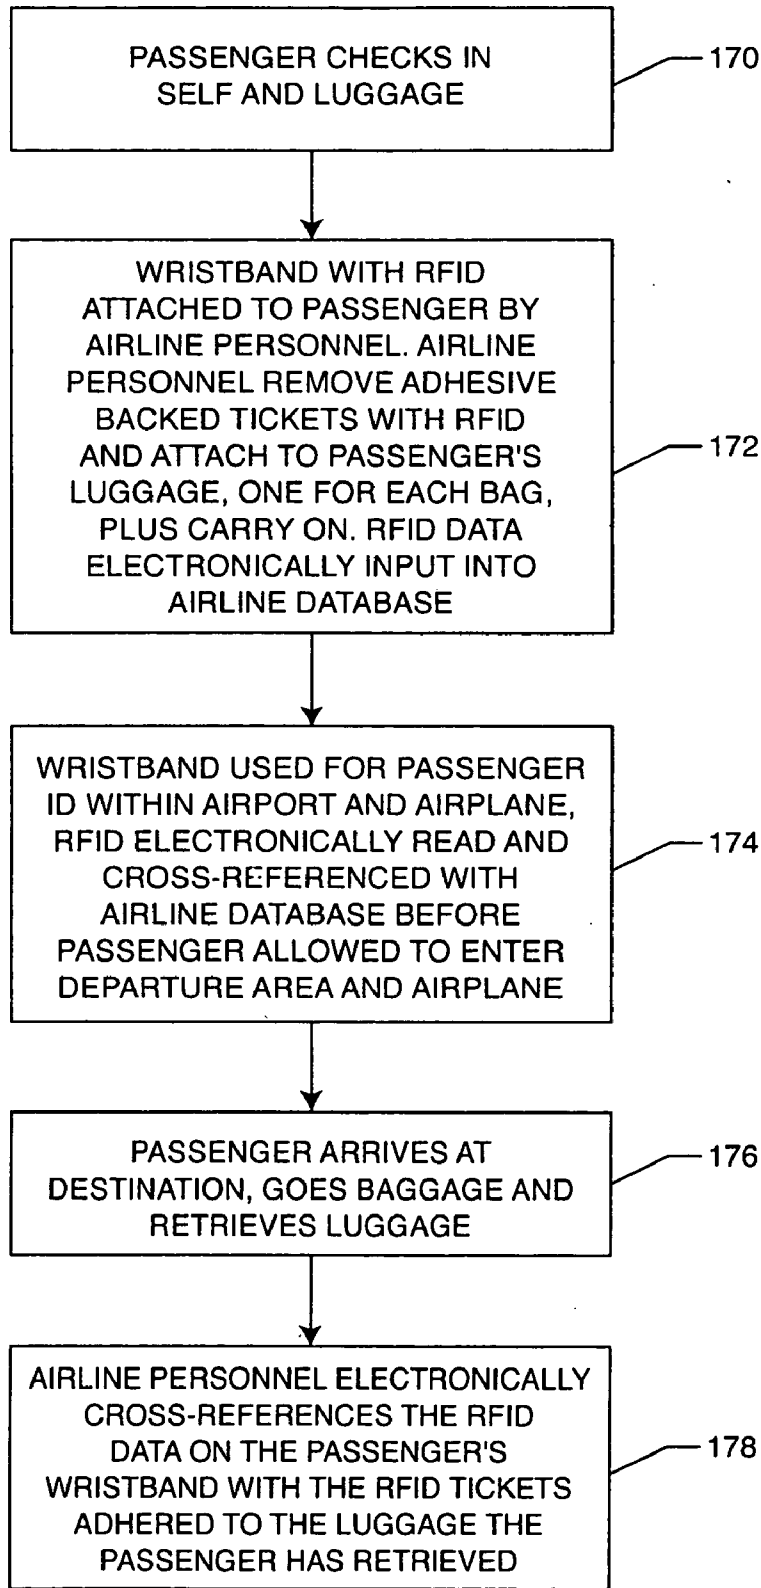 PASSENGER CHECKS IN
SELF AND LUGGAGE
170
WRISTBAND WITH RFID
ATTACHED TO PASSENGER BY
AIRLINE PERSONNEL. AIRLINE
PERSONNEL REMOVE ADHESIVE
BACKED TICKETS WITH RFID
AND ATTACH TO PASSENGER'S
LUGGAGE, ONE FOR EACH BAG,
PLUS CARRY ON. RFID DATA
ELECTRONICALLY INPUT INTO
AIRLINE DATABASE
172
WRISTBAND USED FOR PASSENGER
ID WITHIN AIRPORT AND AIRPLANE,
RFID ELECTRONICALLY READ AND
CROSS-REFERENCED WITH
AIRLINE DATABASE BEFORE
PASSENGER ALLOWED TO ENTER
DEPARTURE AREA AND AIRPLANE
174
PASSENGER ARRIVES AT
DESTINATION, GOES BAGGAGE AND
RETRIEVES LUGGAGE
176
AIRLINE PERSONNEL ELECTRONICALLY
CROSS-REFERENCES THE RFID
DATA ON THE PASSENGER'S
WRISTBAND WITH THE RFID TICKETS
ADHERED TO THE LUGGAGE THE
PASSENGER HAS RETRIEVED
178